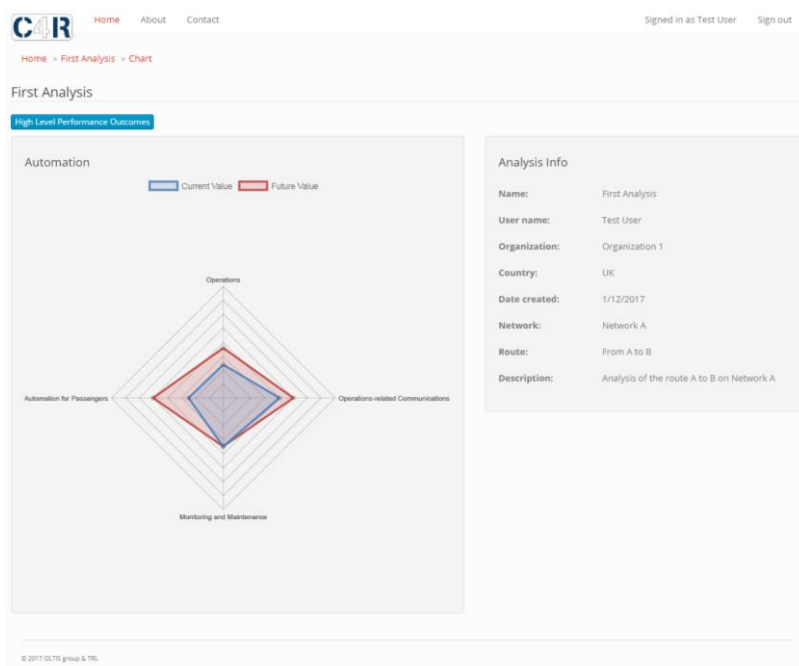 C4R
Home About Contact Signed in as Test User Sign out
Home » First Analysis » Chart
First Analysis
High Level Performance Outcomes
Automation
Current Value Future Value
Operations
Automation for Passengers
Operations-related Communications
Monitoring and Maintenance
Analysis Info
Name: First Analysis
User name: Test User
Organization: Organization 1
Country: UK
Date created: 1/12/2017
Network: Network A
Route: From A to B
Description: Analysis of the route A to B on Network A
© 2017 OLTIS group & TRL